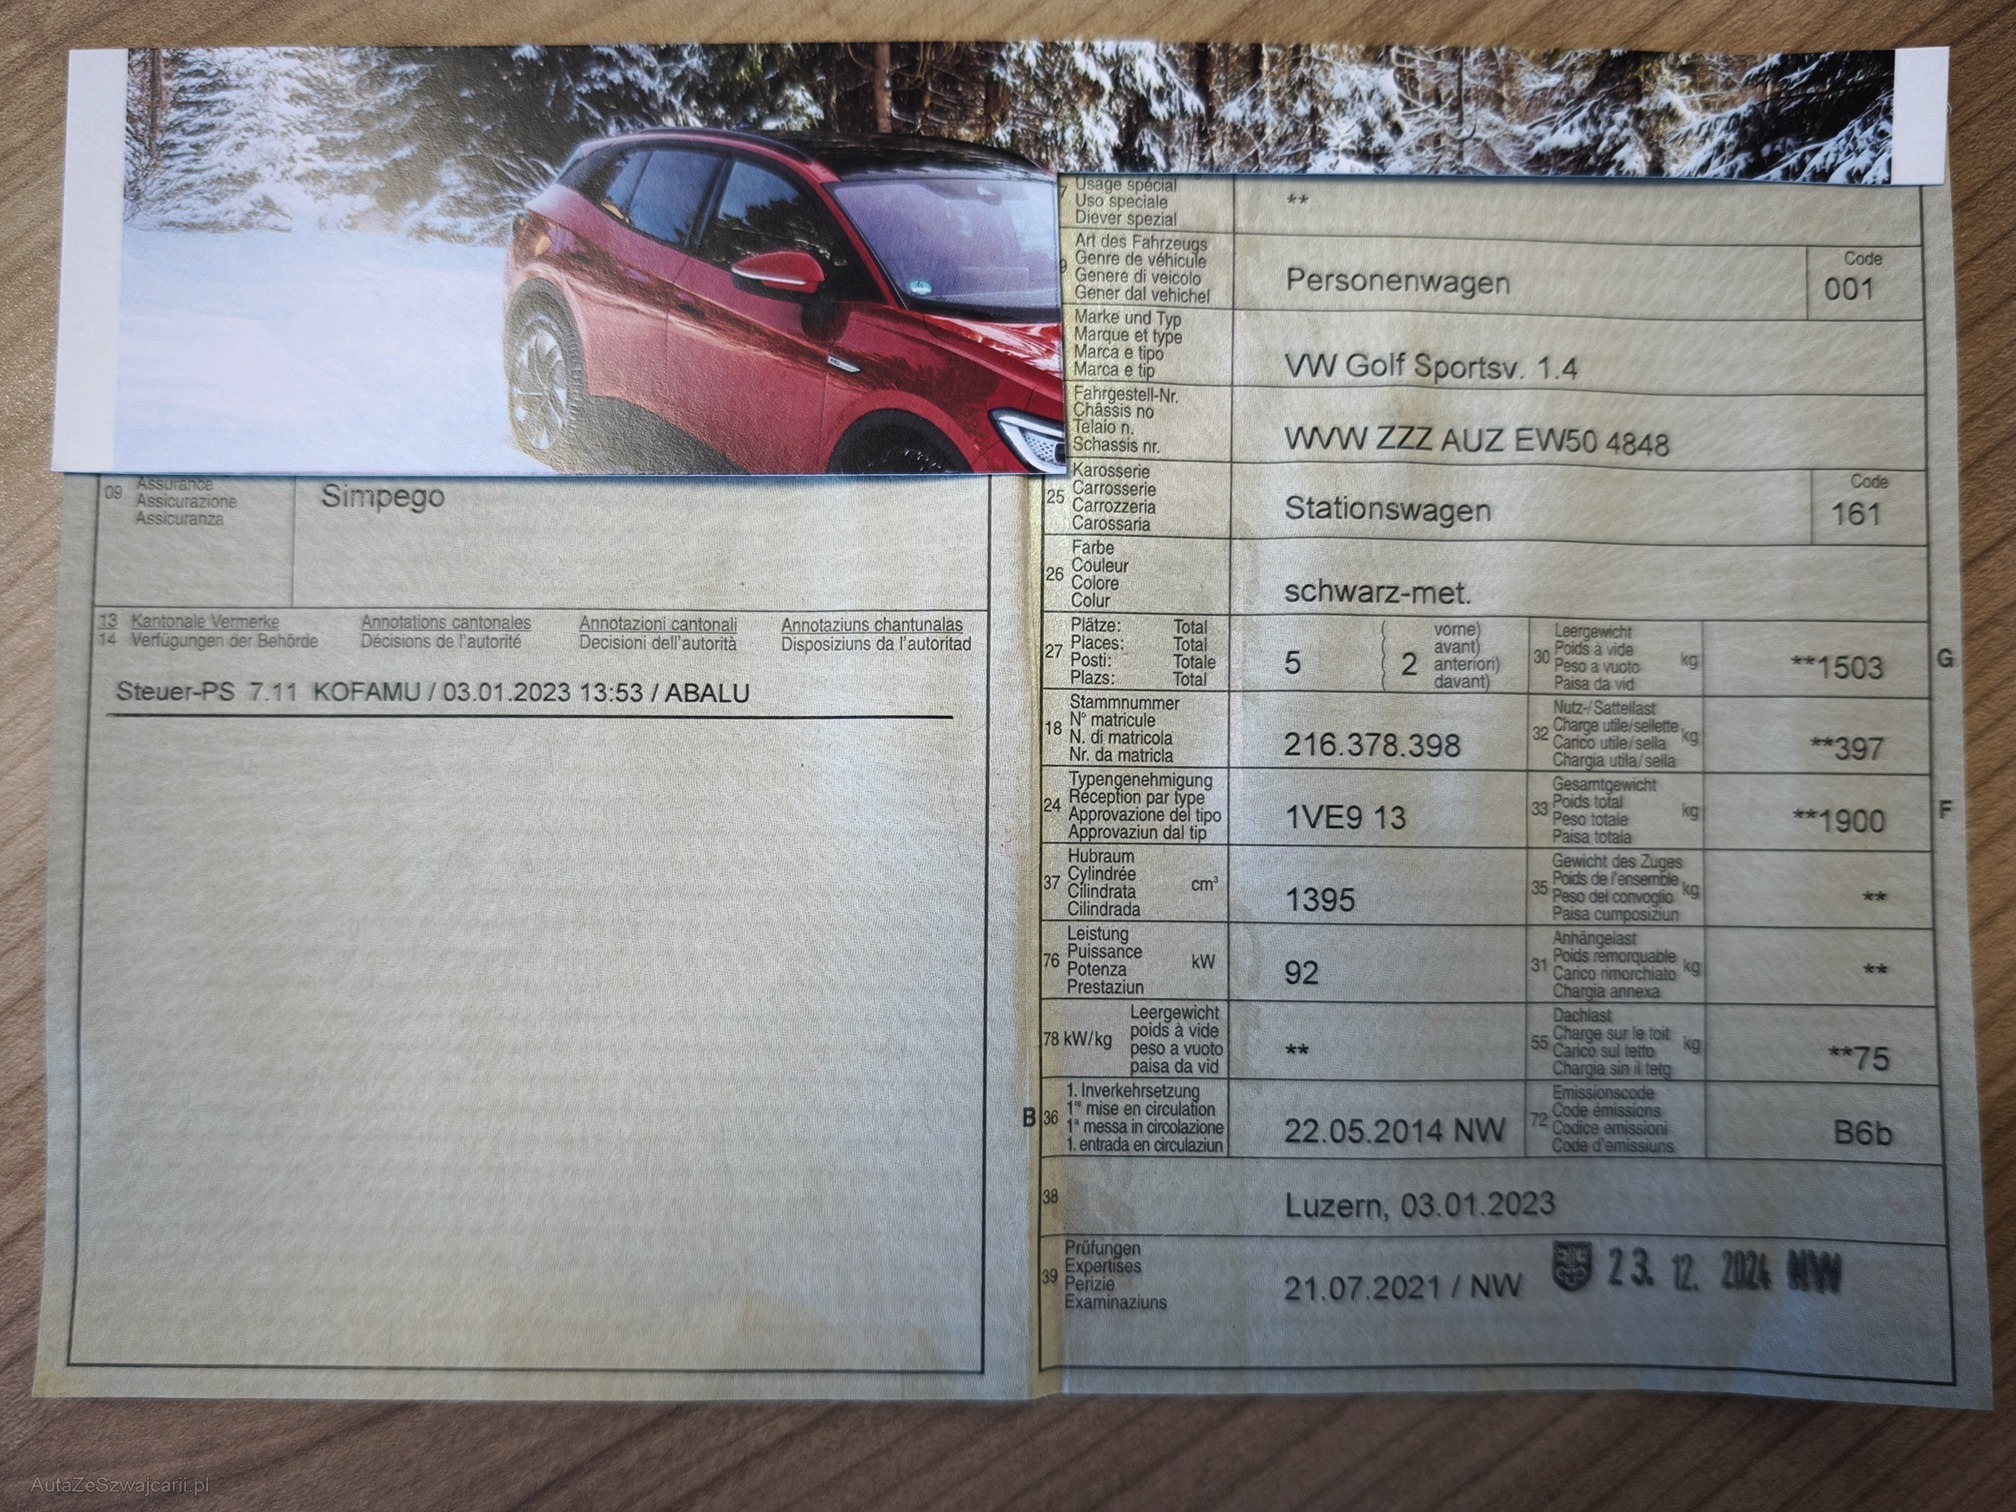 09 Assurance
Assicurazione
Assicuranza
Simpego
13 Kantonale Vermerke Annotations cantonales Annotazioni cantonali Annotaziuns chantunalas
14 Verfügungen der Behörde Décisions de l'autorité Decisioni dell'autorità Disposiziuns da l'autoritad
Steuer-PS 7.11 KOFAMU / 03.01.2023 13:53 / ABALU
7 Usage spécial
Uso speciale
Diever spezial
**
9 Art des Fahrzeugs
Genre de véhicule
Genere di veicolo
Gener dal vehichel
Personenwagen
Code
001
Marke und Typ
Marque et type
Marca e tipo
Marca e tip
VW Golf Sportsv. 1.4
Fahrgestell-Nr.
Châssis no
Telaio n.
Schassis nr.
WVW ZZZ AUZ EW50 4848
25 Karosserie
Carrosserie
Carrozzeria
Carossaria
Stationswagen
Code
161
26 Farbe
Couleur
Colore
Colur
schwarz-met.
27 Plätze: Total
Places: Total
Posti: Totale
Plazs: Total
5 ( 2 vorne)
avant)
anteriori)
davant)
30 Leergewicht
Poids à vide
Peso a vuoto
Paisa da vid
kg
**1503
G
18 Stammnummer
N° matricule
N. di matricola
Nr. da matricla
216.378.398
32 Nutz-/Sattellast
Charge utile/sellette
Carico utile/sella
Chargia utila/sella
kg
**397
24 Typengenehmigung
Réception par type
Approvazione del tipo
Approvaziun dal tip
1VE9 13
33 Gesamtgewicht
Poids total
Peso totale
Paisa totala
kg
**1900
F
37 Hubraum
Cylindrée
Cilindrata
Cilindrada
cm³
1395
35 Gewicht des Zuges
Poids de l'ensemble
Peso del convoglio
Paisa cumposiziun
kg
**
76 Leistung
Puissance
Potenza
Prestaziun
kW
92
31 Anhängelast
Poids remorquable
Carico rimorchiato
Chargia annexa
kg
**
78 kW/kg
Leergewicht
poids à vide
peso a vuoto
paisa da vid
**
55 Dachlast
Charge sur le toit
Carico sul tetto
Chargia sin il tetg
kg
**75
B
36 1. Inverkehrsetzung
1re mise en circulation
1a messa in circolazione
1. entrada en circulaziun
22.05.2014 NW
72 Emissionscode
Code émissions
Codice emissioni
Code d'emissiuns
B6b
38
Luzern, 03.01.2023
39 Prüfungen
Expertises
Perizie
Examinaziuns
21.07.2021 / NW
23. 12. 2024 NW
AutaZeSzwajcarii.pl